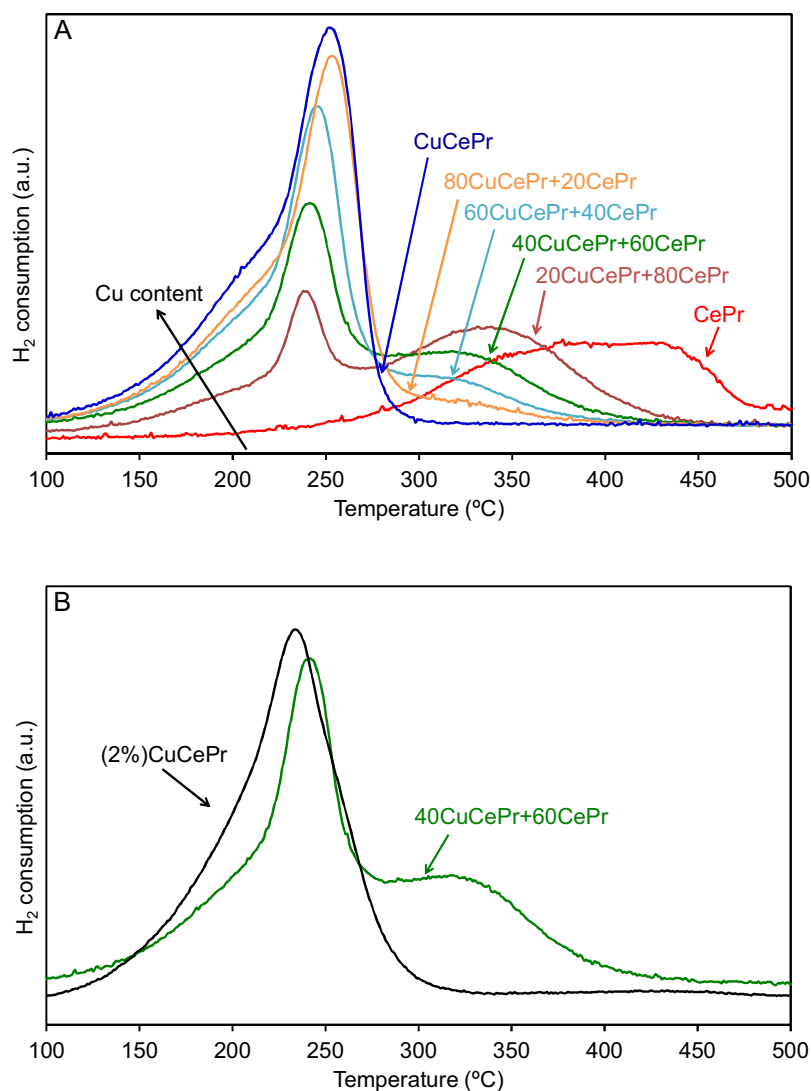 A
H₂ consumption (a.u.)
CuCePr
80CuCePr+20CePr
60CuCePr+40CePr
40CuCePr+60CePr
20CuCePr+80CePr
CePr
Cu content
100 150 200 250 300 350 400 450 500
Temperature (ºC)
B
H₂ consumption (a.u.)
(2%)CuCePr
40CuCePr+60CePr
100 150 200 250 300 350 400 450 500
Temperature (ºC)